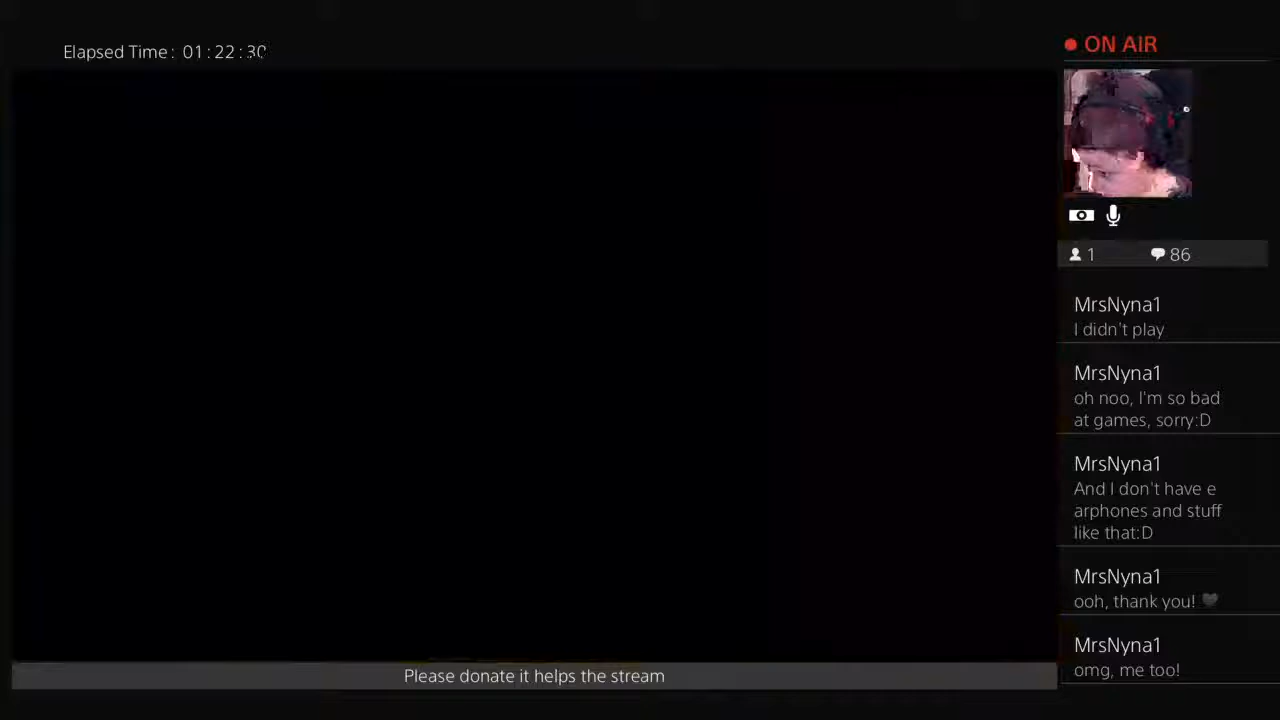 Elapsed Time: 01:22:30
ON AIR
1 86
MrsNyna1
I didn't play
MrsNyna1
oh noo, I'm so bad
at games, sorry:D
MrsNyna1
And I don't have e
arphones and stuff
like that:D
MrsNyna1
ooh, thank you!
MrsNyna1
omg, me too!
Please donate it helps the stream